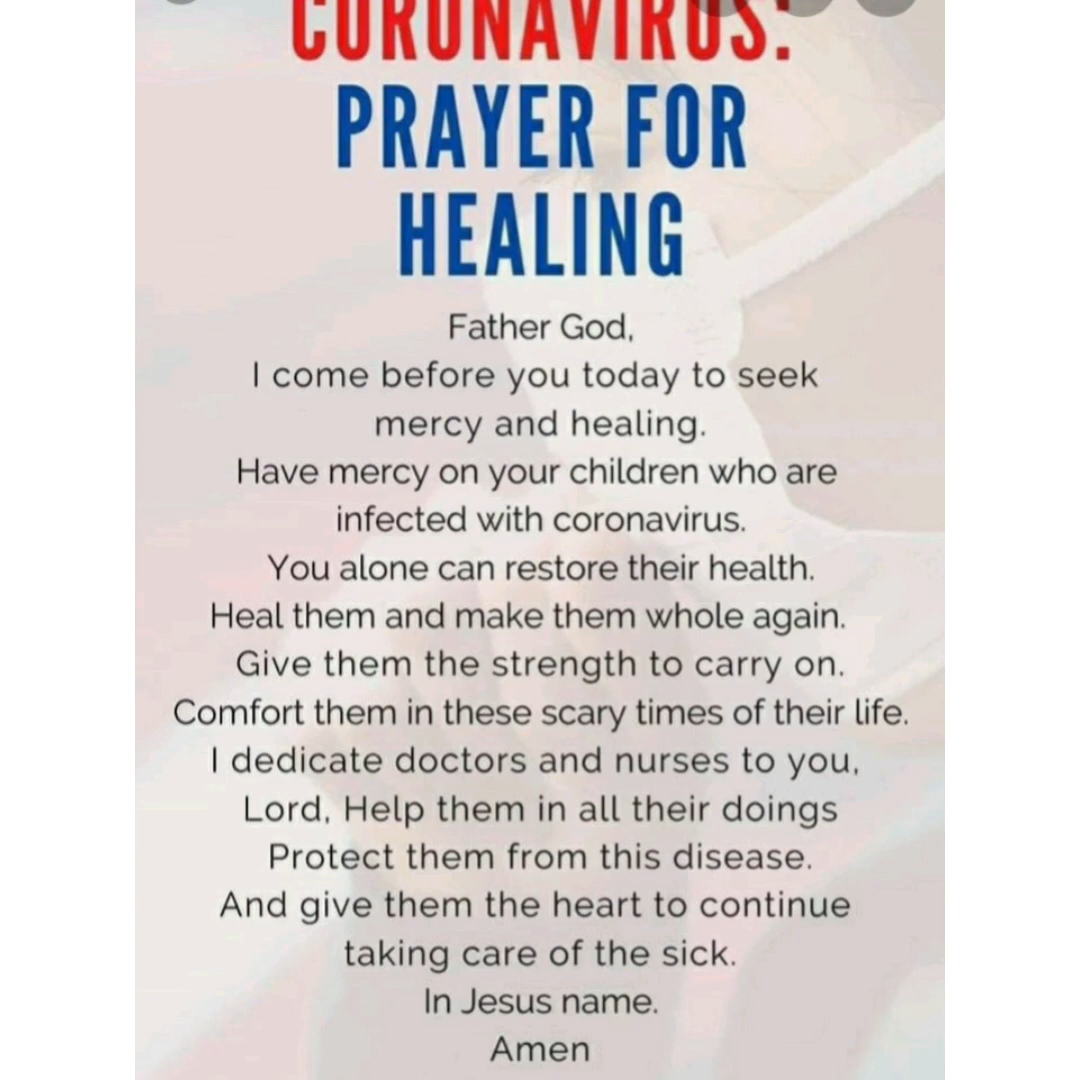 CORONAVIRUS:
PRAYER FOR
HEALING
Father God,
I come before you today to seek
mercy and healing.
Have mercy on your children who are
infected with coronavirus.
You alone can restore their health.
Heal them and make them whole again.
Give them the strength to carry on.
Comfort them in these scary times of their life.
I dedicate doctors and nurses to you,
Lord, Help them in all their doings
Protect them from this disease.
And give them the heart to continue
taking care of the sick.
In Jesus name.
Amen